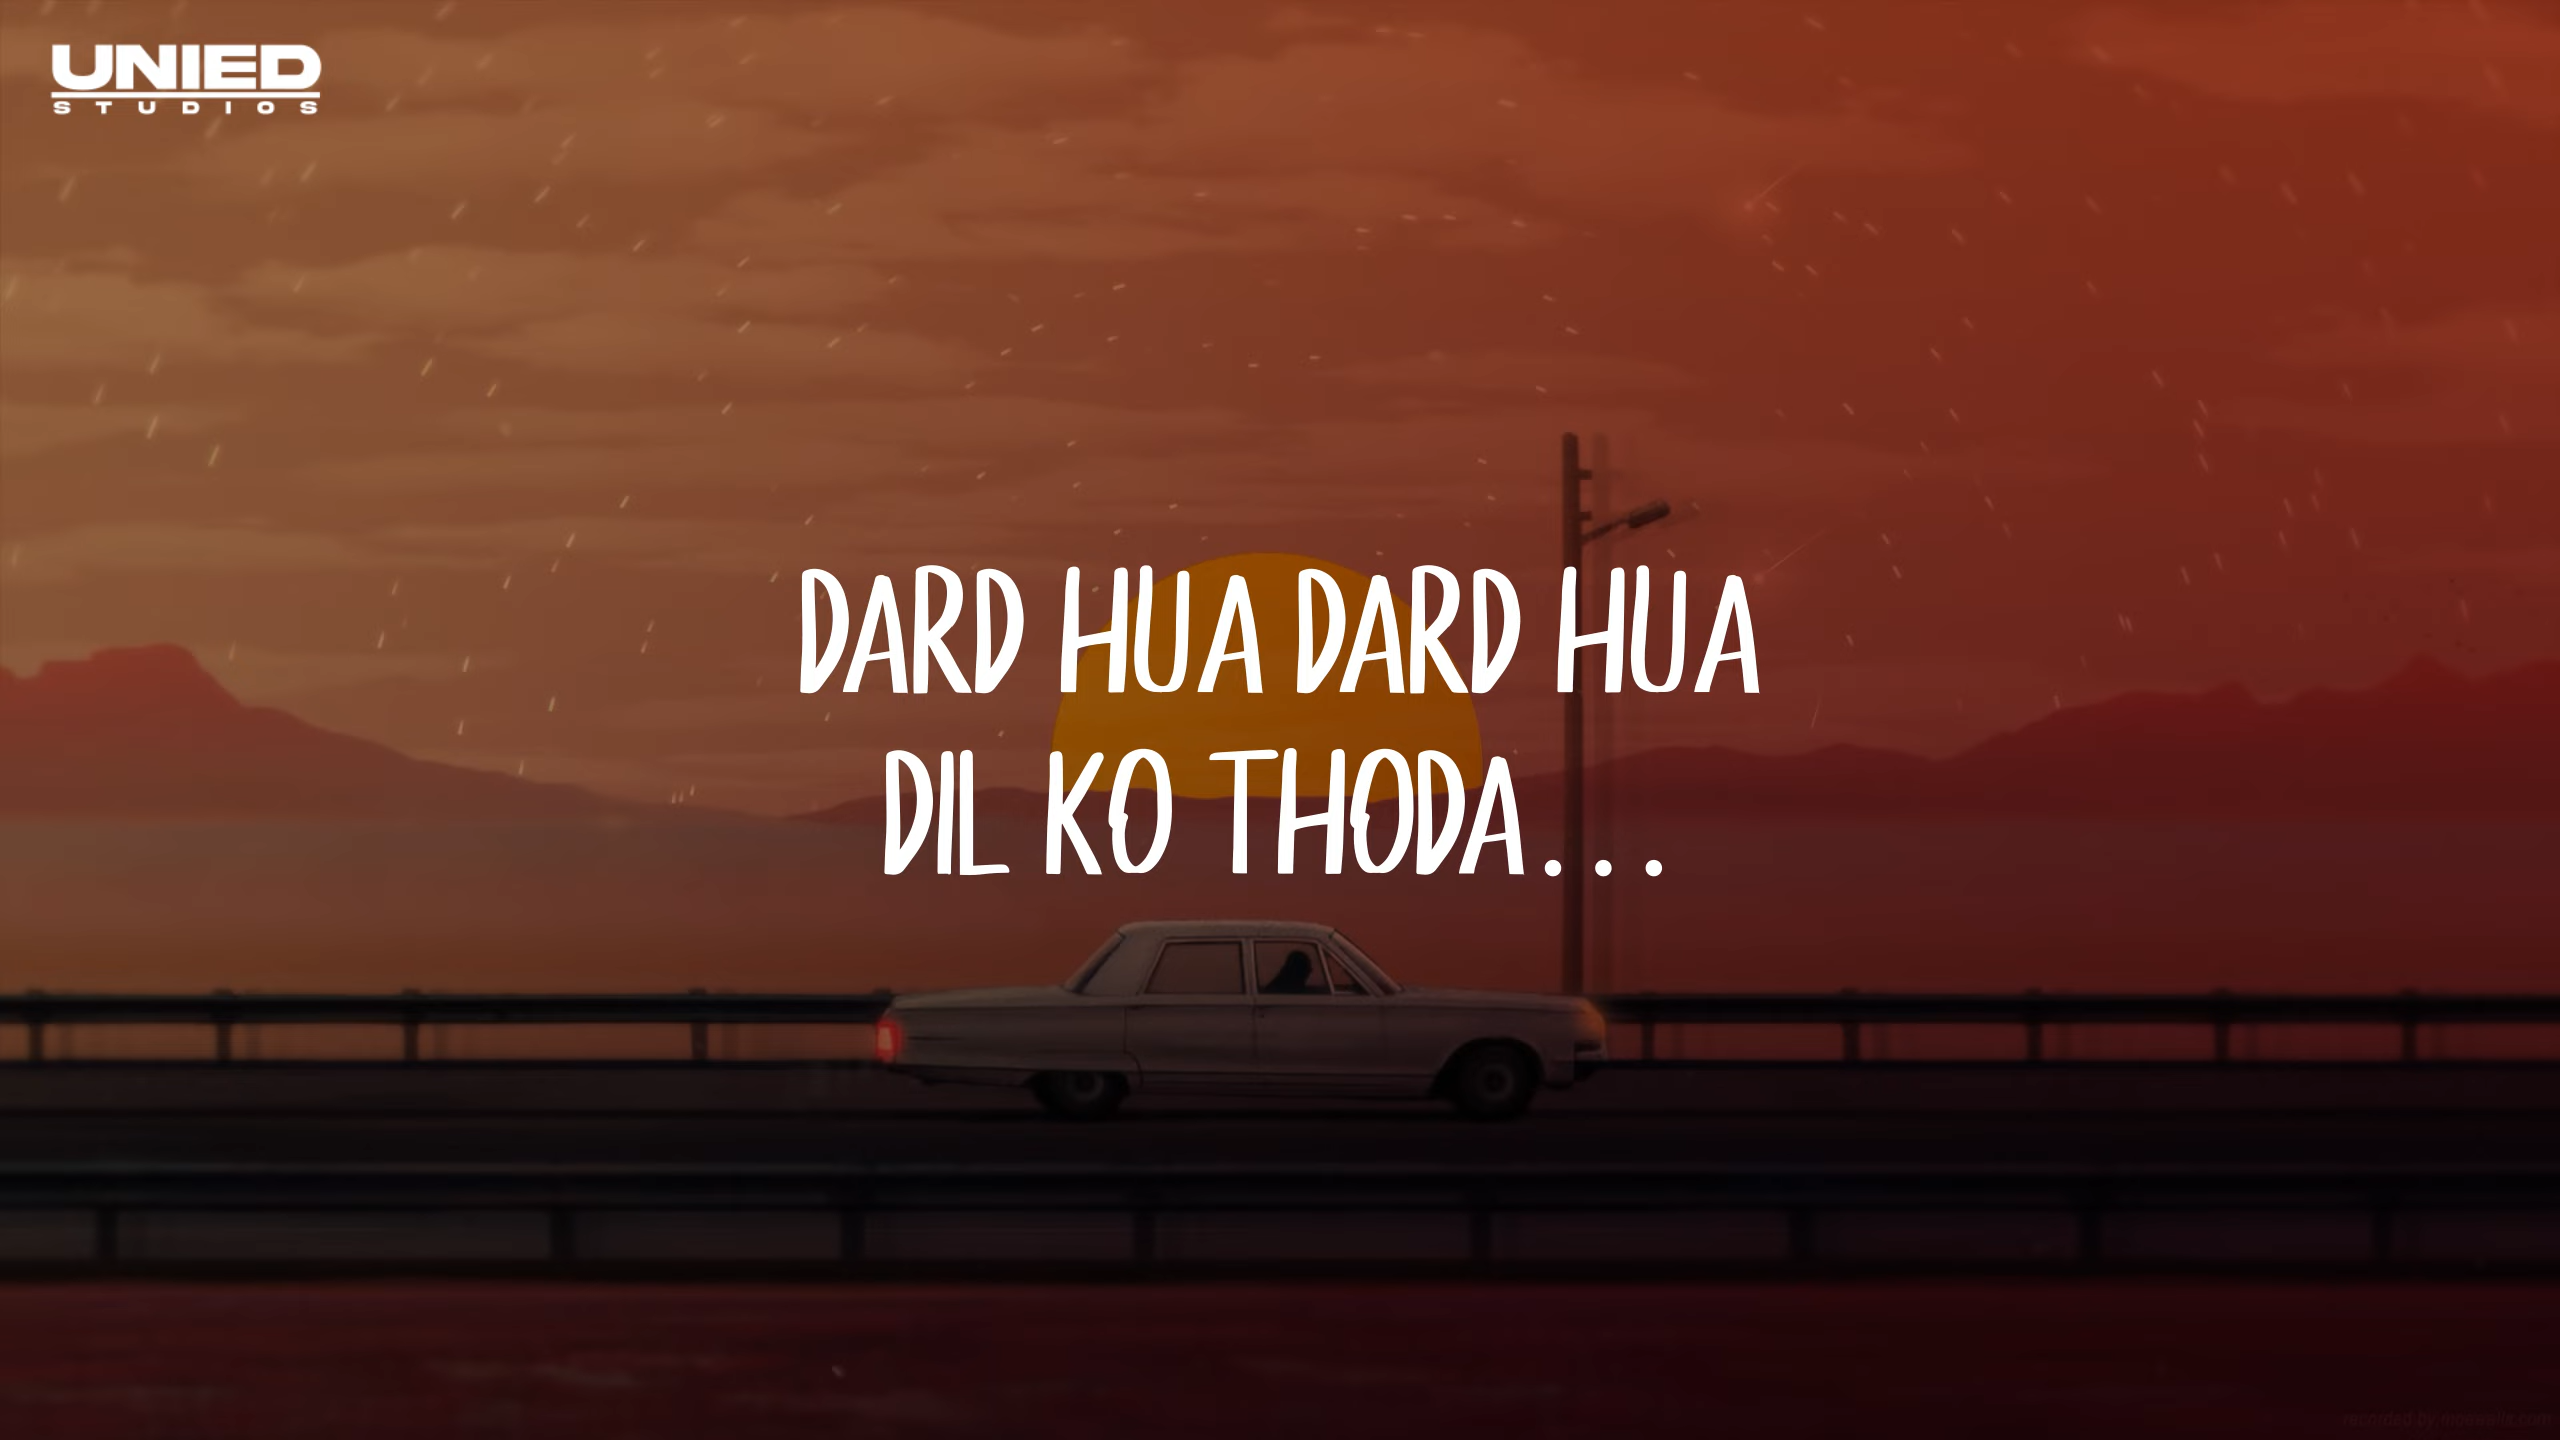 UNIED
STUDIOS
DARD HUA DARD HUA
DIL KO THODA...